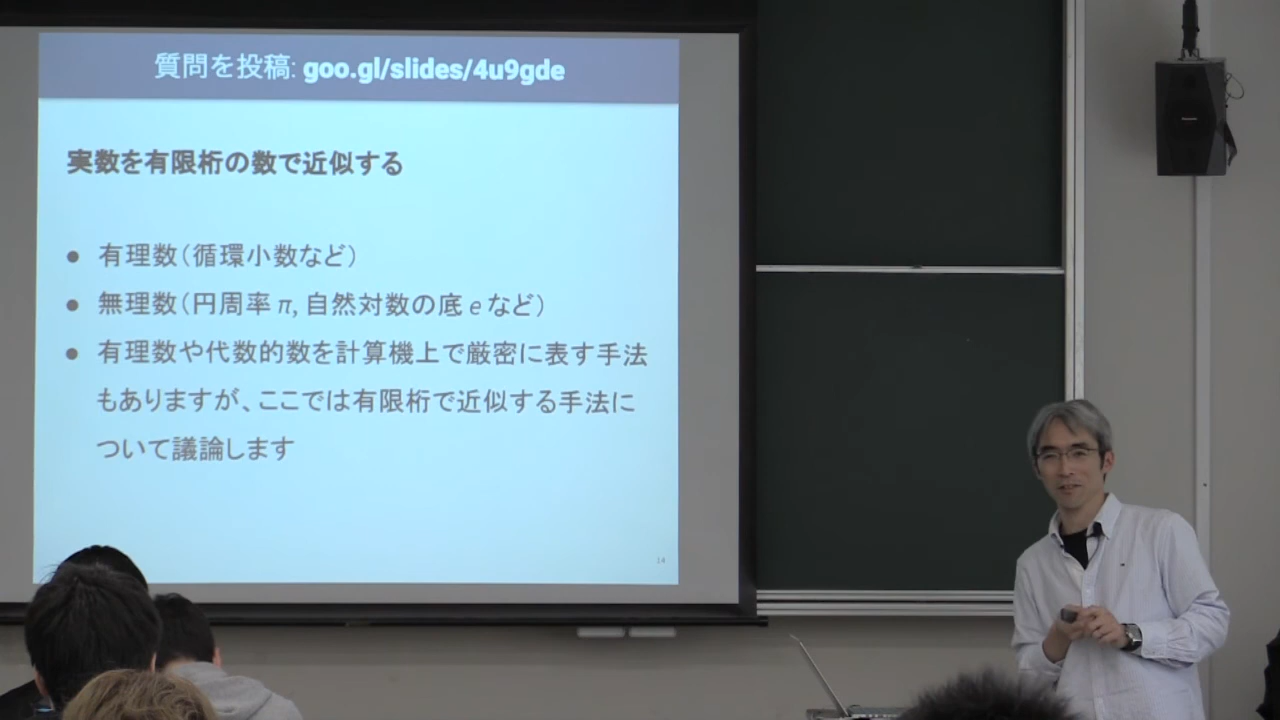 質問を投稿: goo.gl/slides/4u9gde
実数を有限桁の数で近似する
● 有理数(循環小数など)
● 無理数(円周率 π, 自然対数の底 e など)
● 有理数や代数的数を計算機上で厳密に表す手法
もありますが、ここでは有限桁で近似する手法に
ついて議論します
14